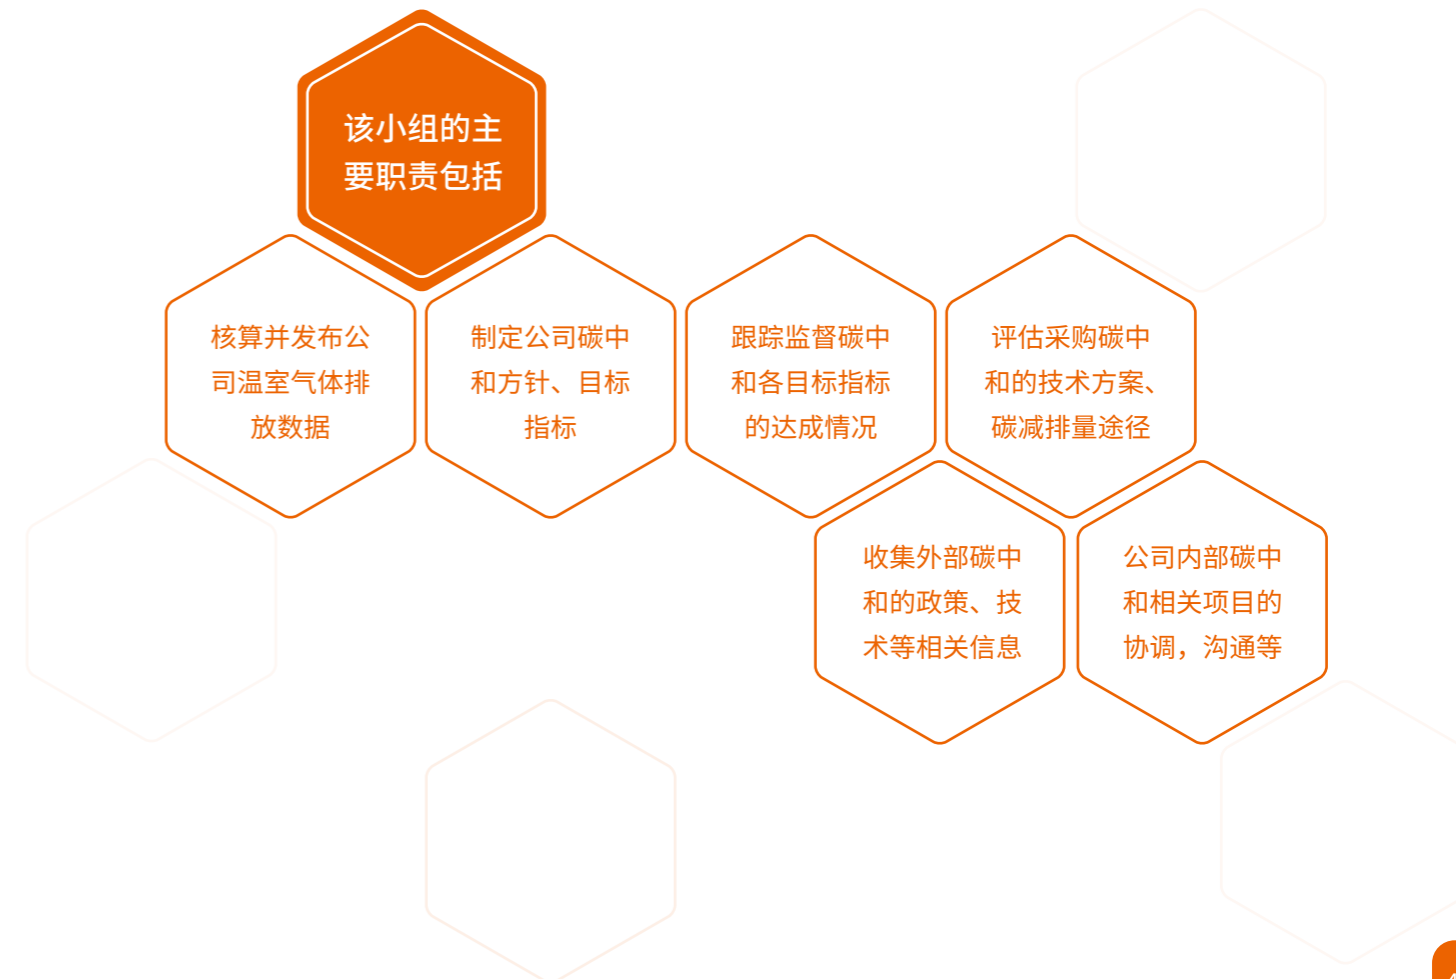 该小组的主
要职责包括
核算并发布公
司温室气体排
放数据
制定公司碳中
和方针、目标
指标
跟踪监督碳中
和各目标指标
的达成情况
评估采购碳中
和的技术方案、
碳减排量途径
收集外部碳中
和的政策、技
术等相关信息
公司内部碳中
和相关项目的
协调，沟通等